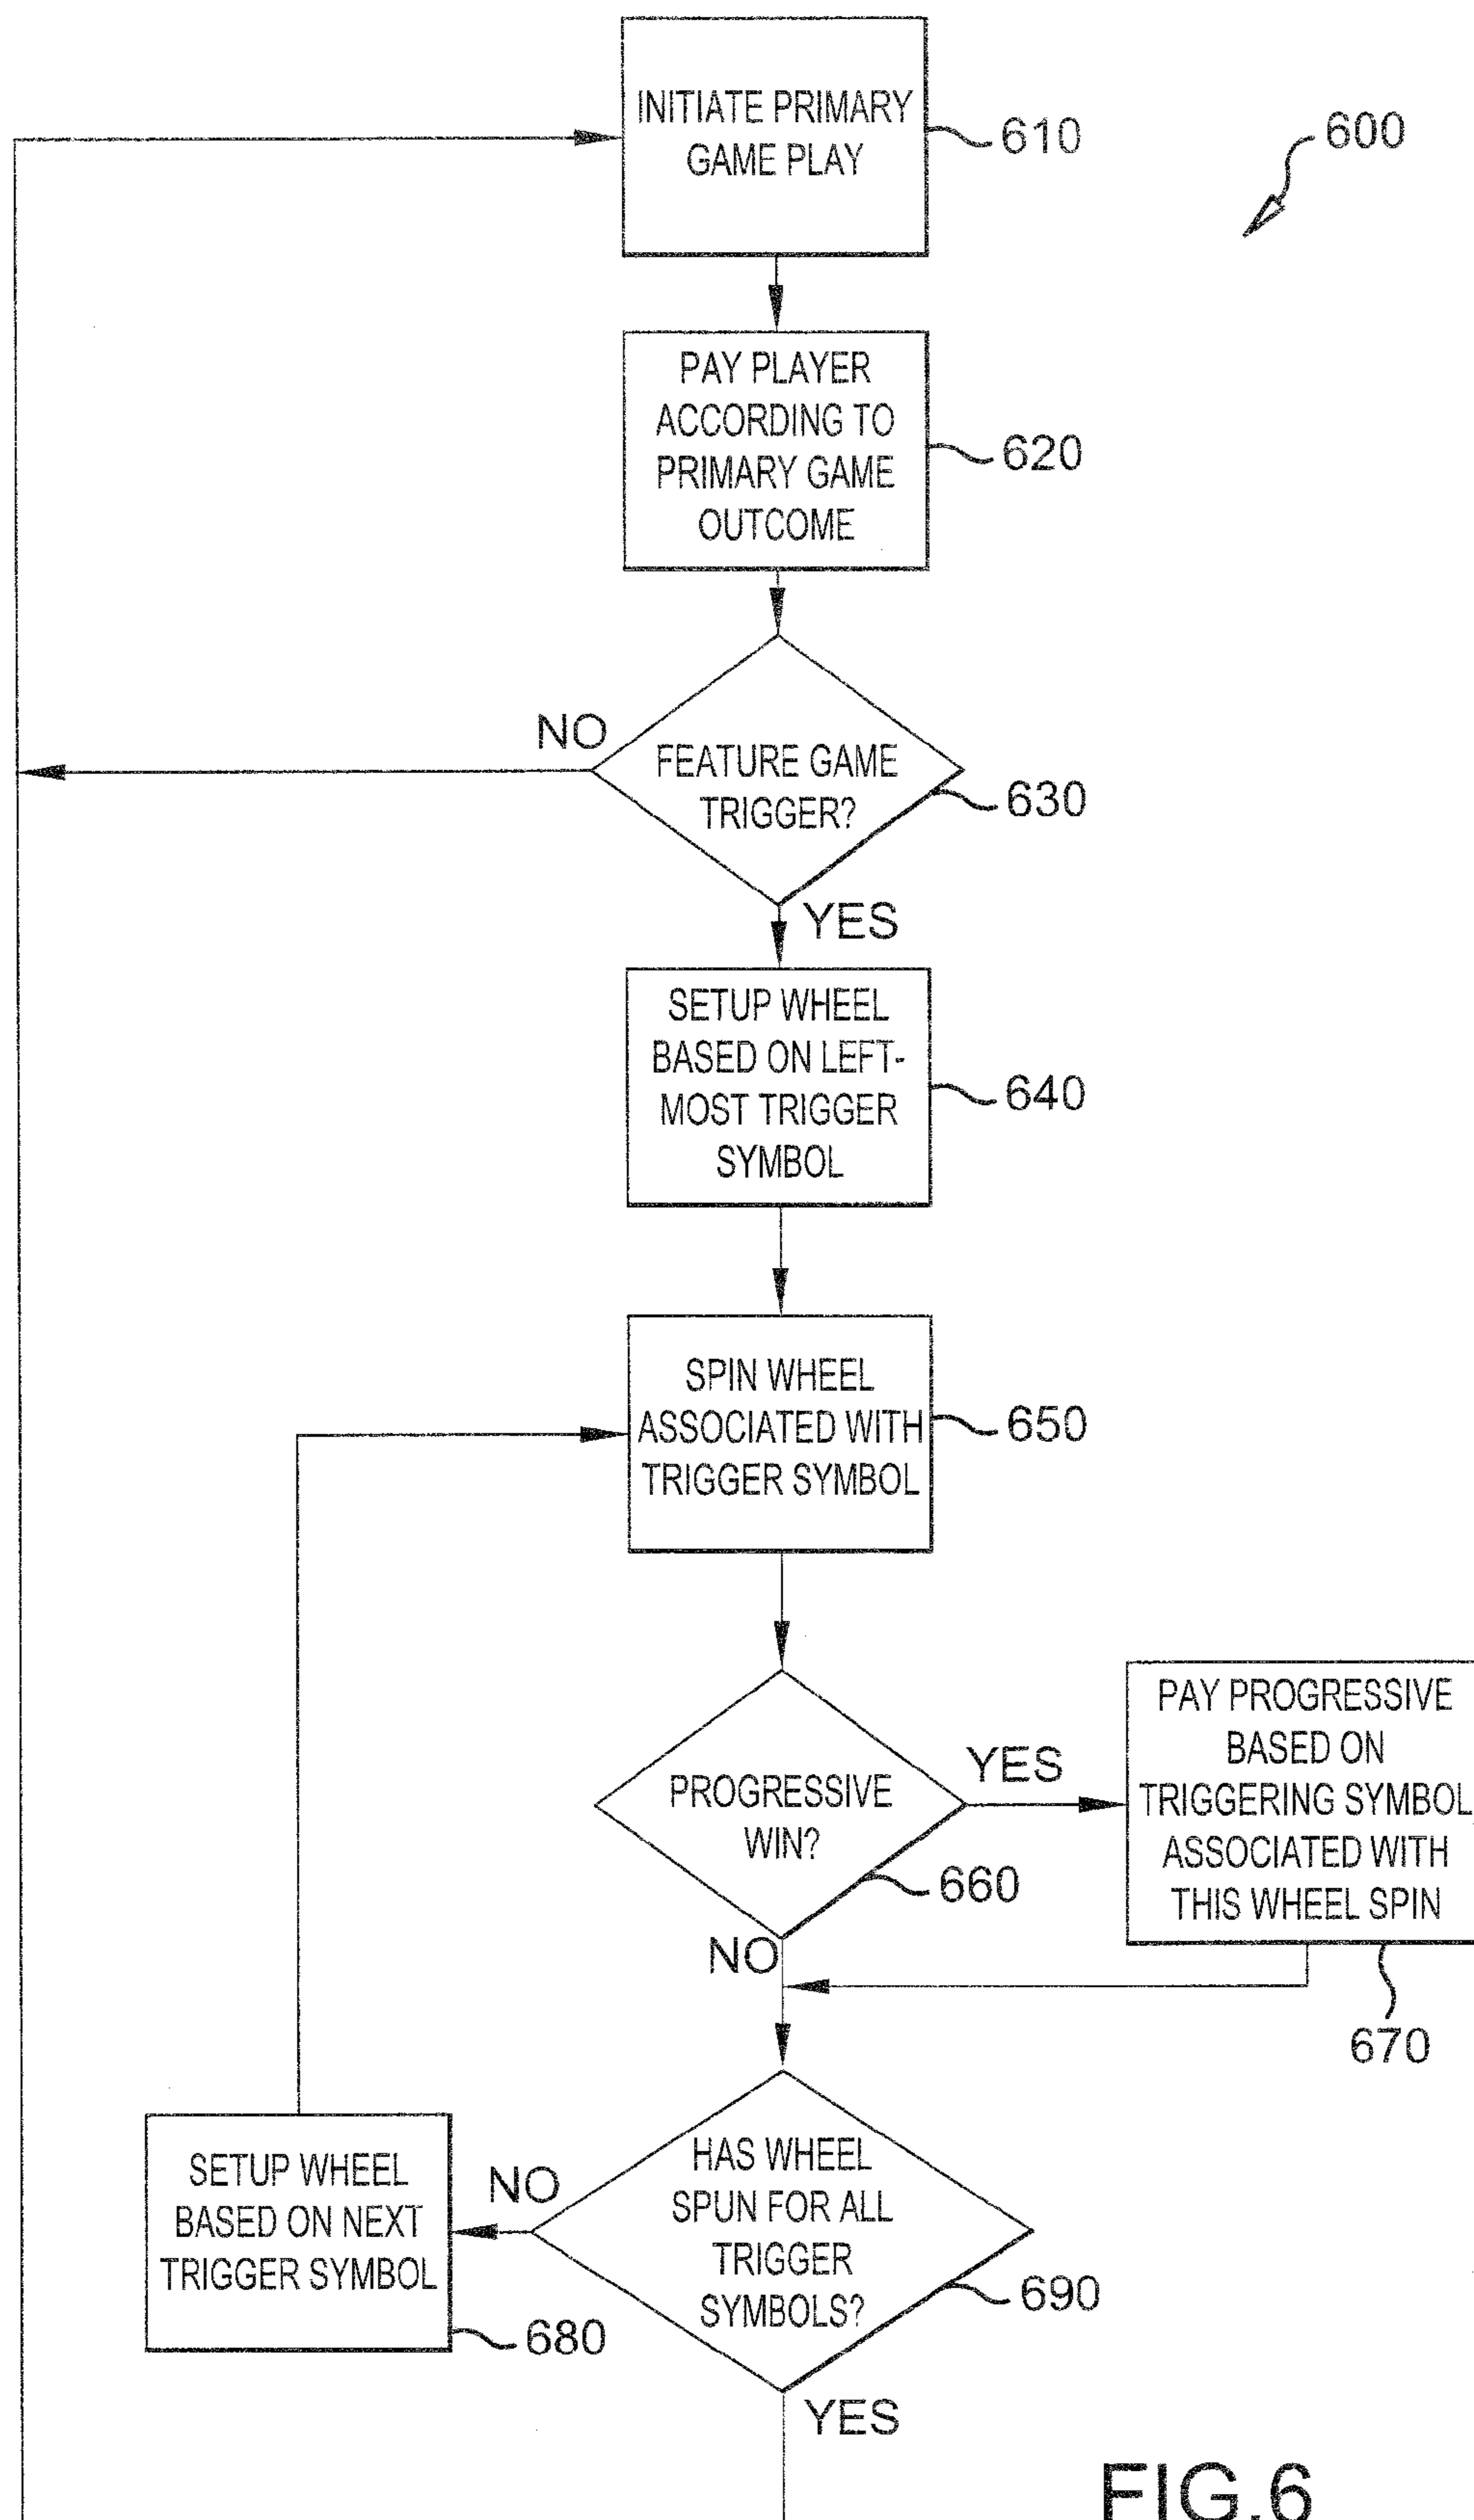 INITIATE PRIMARY
GAME PLAY
610
600
PAY PLAYER
ACCORDING TO
PRIMARY GAME
OUTCOME
620
NO
FEATURE GAME
TRIGGER?
630
YES
SETUP WHEEL
BASED ON LEFT-
MOST TRIGGER
SYMBOL
640
SPIN WHEEL
ASSOCIATED WITH
TRIGGER SYMBOL
650
PROGRESSIVE
WIN?
660
YES
PAY PROGRESSIVE
BASED ON
TRIGGERING SYMBOL
ASSOCIATED WITH
THIS WHEEL SPIN
670
NO
HAS WHEEL
SPUN FOR ALL
TRIGGER
SYMBOLS?
690
NO
SETUP WHEEL
BASED ON NEXT
TRIGGER SYMBOL
680
YES
FIG.6